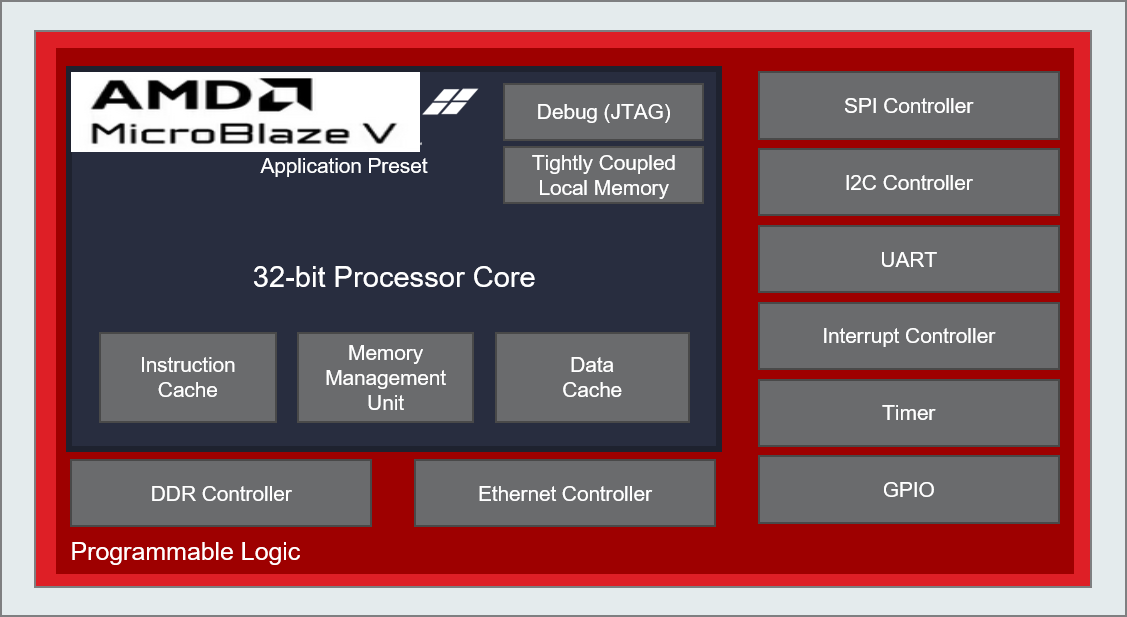 AMD
MicroBlaze V
Application Preset
Debug (JTAG)
Tightly Coupled
Local Memory
32-bit Processor Core
Instruction
Cache
Memory
Management
Unit
Data
Cache
DDR Controller
Ethernet Controller
SPI Controller
I2C Controller
UART
Interrupt Controller
Timer
GPIO
Programmable Logic